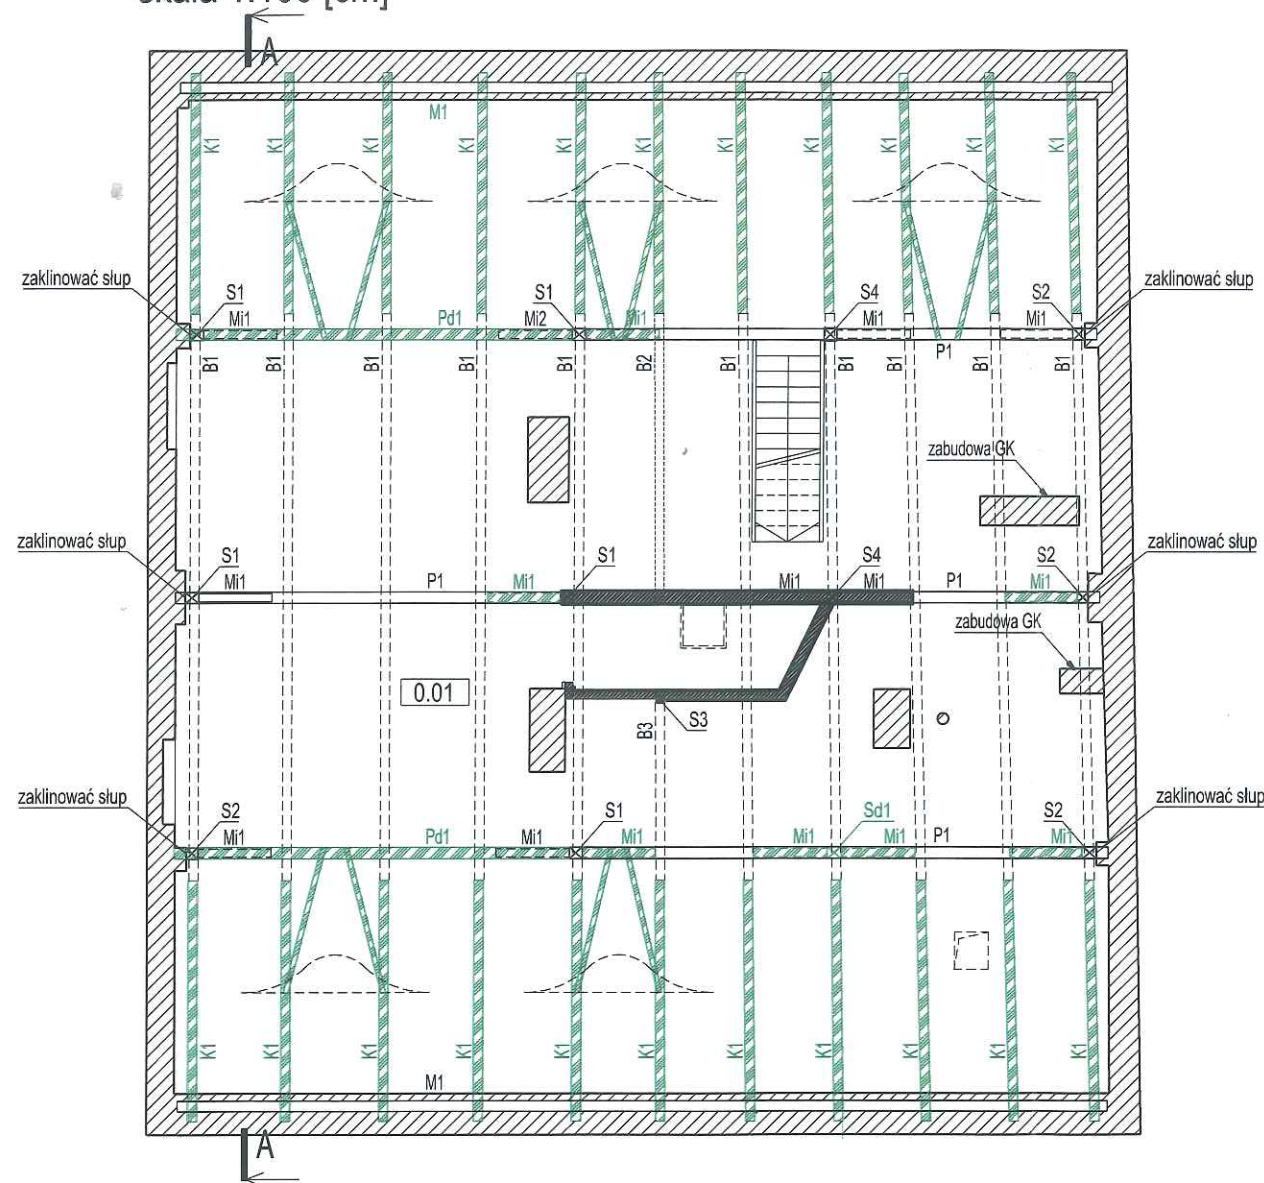 A
M1
K1 K1 K1 K1 K1 K1 K1 K1 K1 K1 K1
zaklinować słup
zaklinować słup
S1 S1 S4 S2
Mi1 Pd1 Mi2 Mi1 Mi1 Mi1
P1
B1 B1 B1 B1 B1 B2 B1 B1 B1 B1 B1
zabudowa GK
zaklinować słup
zaklinować słup
S1 S1 S4 S2
Mi1 P1 Mi1 Mi1 Mi1 P1 Mi1
zabudowa GK
0.01
B3
S3
zaklinować słup
zaklinować słup
S2 S1 Sd1 S2
Mi1 Pd1 Mi1 Mi1 Mi1 Mi1 P1 Mi1
K1 K1 K1 K1 K1 K1 K1 K1 K1 K1 K1
M1
A